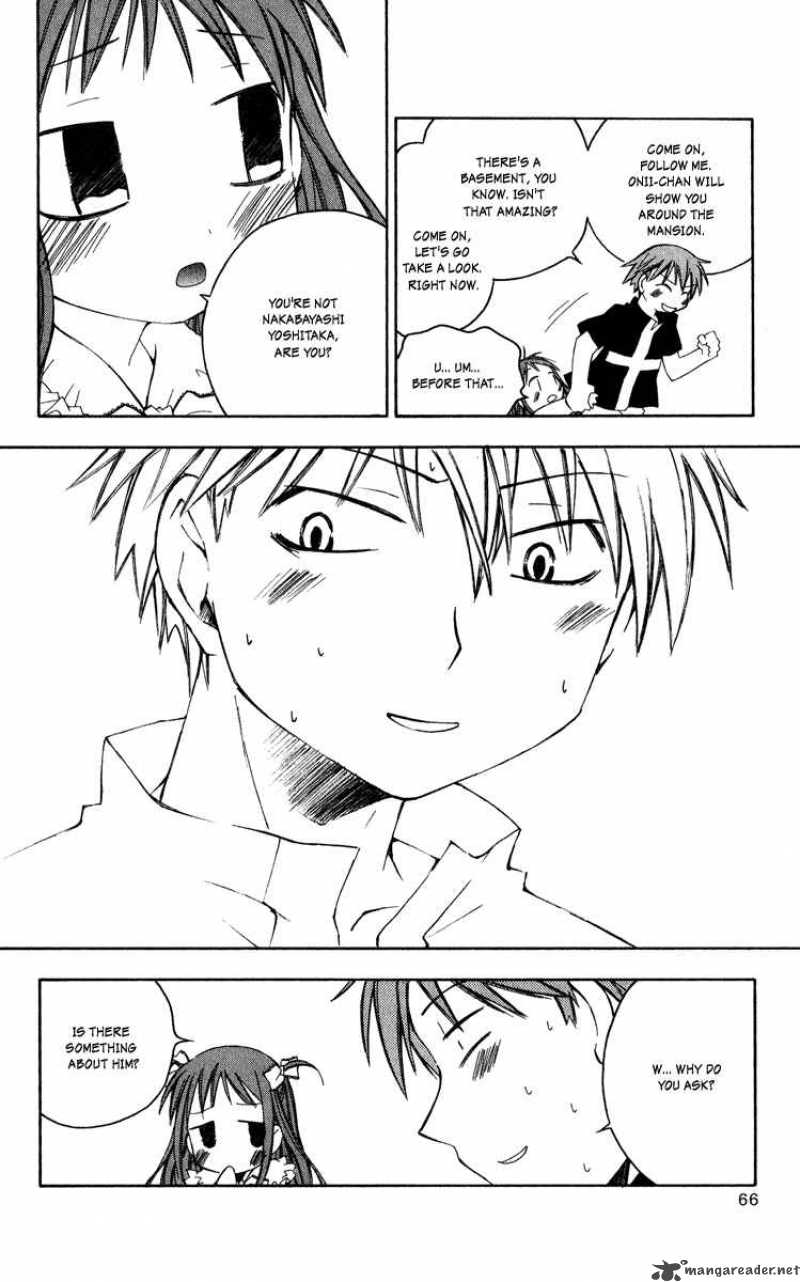 COME ON,
FOLLOW ME.
ONII-CHAN WILL
SHOW YOU
AROUND THE
MANSION.
THERE'S A
BASEMENT, YOU
KNOW. ISN'T
THAT AMAZING?
COME ON,
LET'S GO
TAKE A LOOK.
RIGHT NOW.
U... UM...
BEFORE THAT...
YOU'RE NOT
NAKABAYASHI
YOSHITAKA,
ARE YOU?
W... WHY DO
YOU ASK?
IS THERE
SOMETHING
ABOUT HIM?
66
mangareader.net